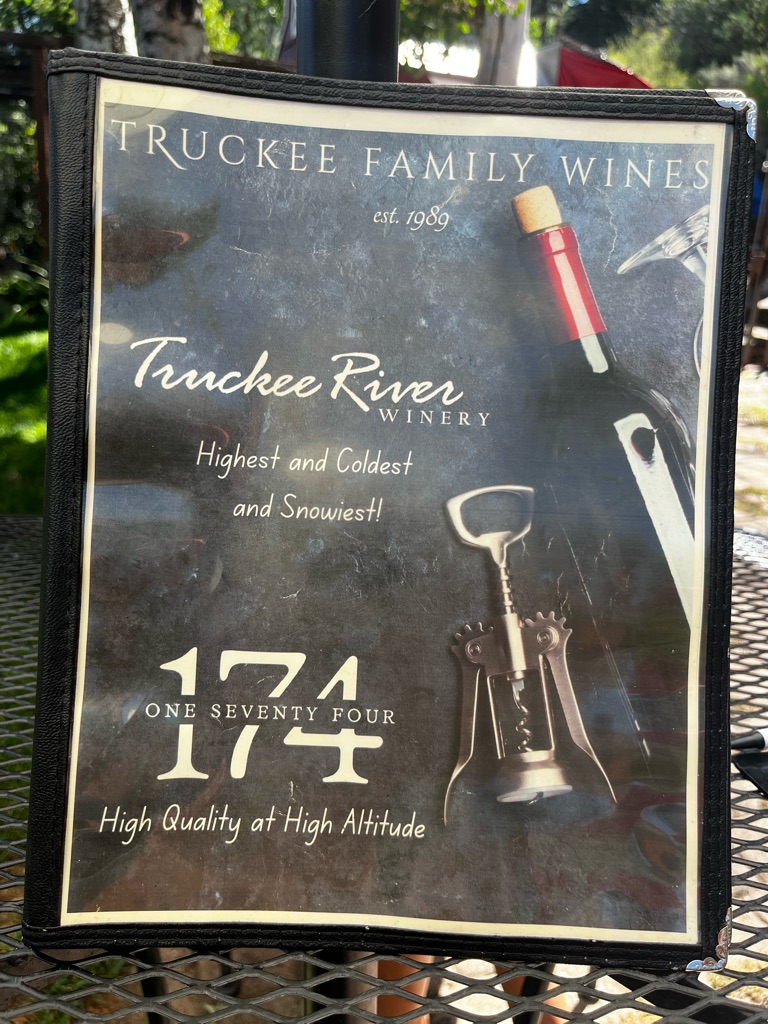 TRUCKEE FAMILY WINES
est. 1989
Truckee River
WINERY
Highest and Coldest
and Snowiest!
174
ONE SEVENTY FOUR
High Quality at High Altitude